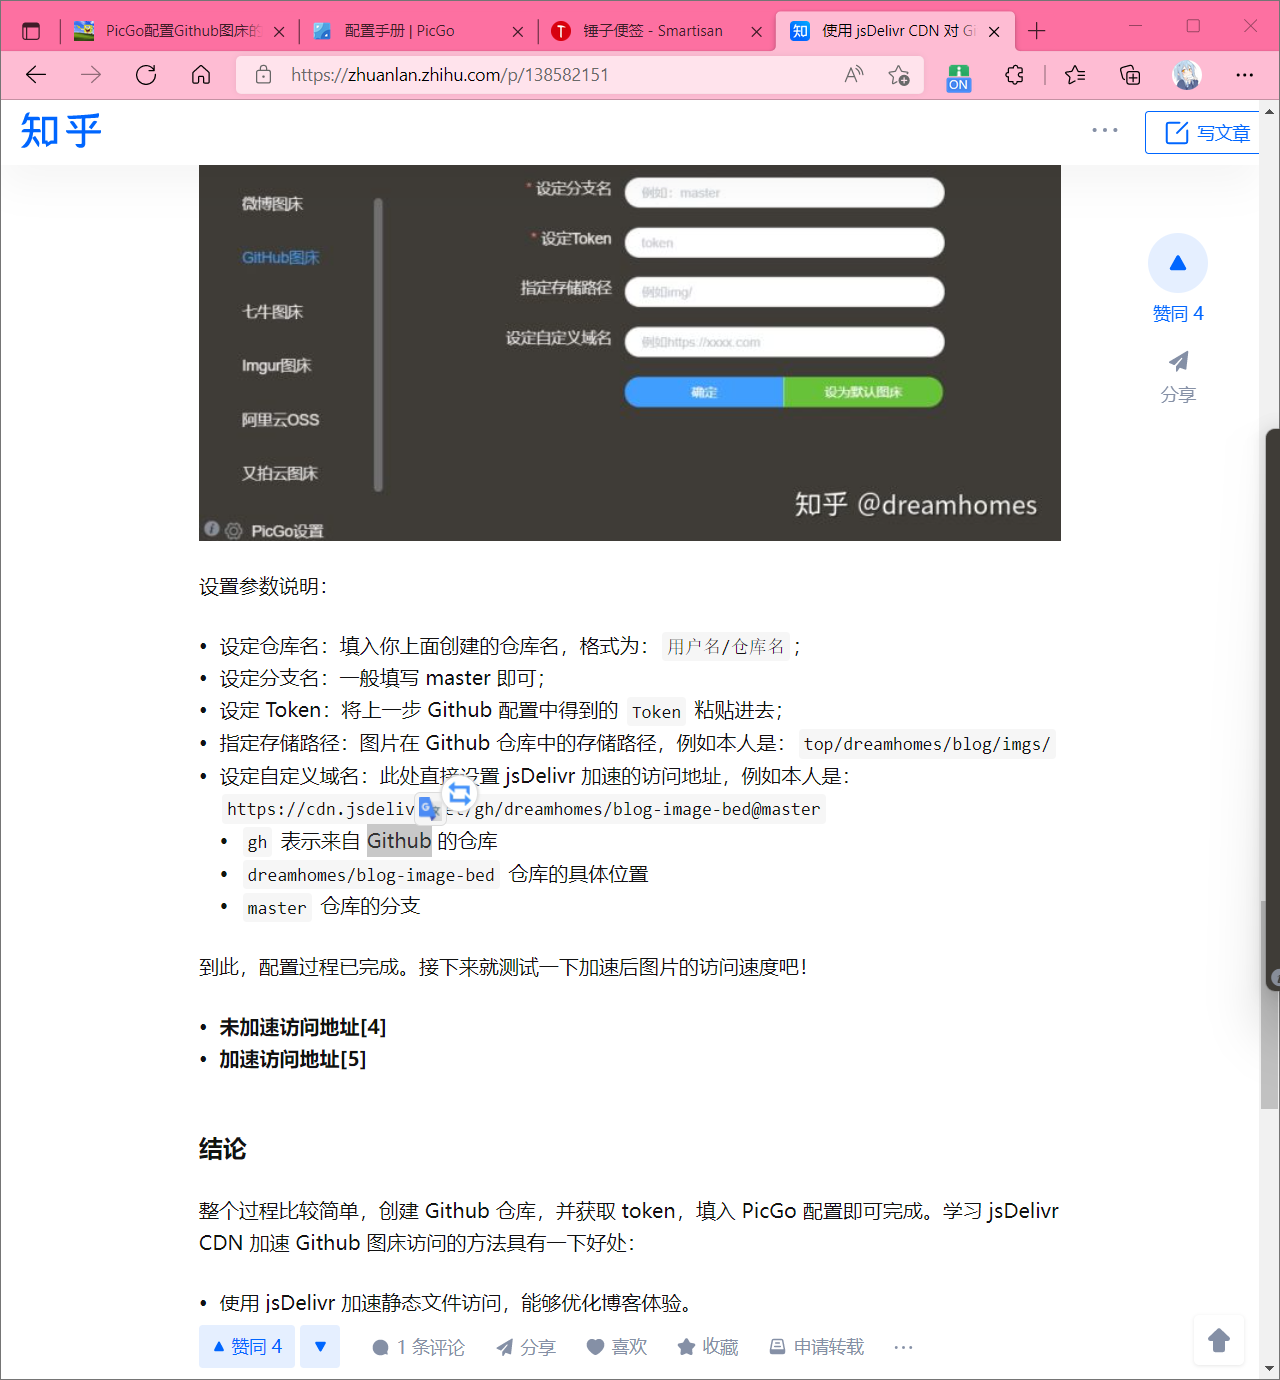 PicGo配置Github图床的
配置手册 | PicGo
锤子便签 - Smartisan
使用 jsDelivr CDN 对 Gi
https://zhuanlan.zhihu.com/p/138582151
ON
知乎
写文章
微博图床
GitHub图床
七牛图床
Imgur图床
阿里云OSS
又拍云图床
PicGo设置
* 设定分支名
例如：master
* 设定Token
token
指定存储路径
例如img/
设定自定义域名
例如https://xxxx.com
确定
设为默认图床
知乎 @dreamhomes
赞同 4
分享
设置参数说明：
• 设定仓库名：填入你上面创建的仓库名，格式为： 用户名/仓库名 ；
• 设定分支名：一般填写 master 即可；
• 设定 Token：将上一步 Github 配置中得到的 Token 粘贴进去；
• 指定存储路径：图片在 Github 仓库中的存储路径，例如本人是： top/dreamhomes/blog/imgs/
• 设定自定义域名：此处直接设置 jsDelivr 加速的访问地址，例如本人是：
https://cdn.jsdeliv et/gh/dreamhomes/blog-image-bed@master
• gh 表示来自 Github 的仓库
• dreamhomes/blog-image-bed 仓库的具体位置
• master 仓库的分支
到此，配置过程已完成。接下来就测试一下加速后图片的访问速度吧！
• 未加速访问地址[4]
• 加速访问地址[5]
结论
整个过程比较简单，创建 Github 仓库，并获取 token，填入 PicGo 配置即可完成。学习 jsDelivr
CDN 加速 Github 图床访问的方法具有一下好处：
• 使用 jsDelivr 加速静态文件访问，能够优化博客体验。
赞同 4
1 条评论
分享
喜欢
收藏
申请转载